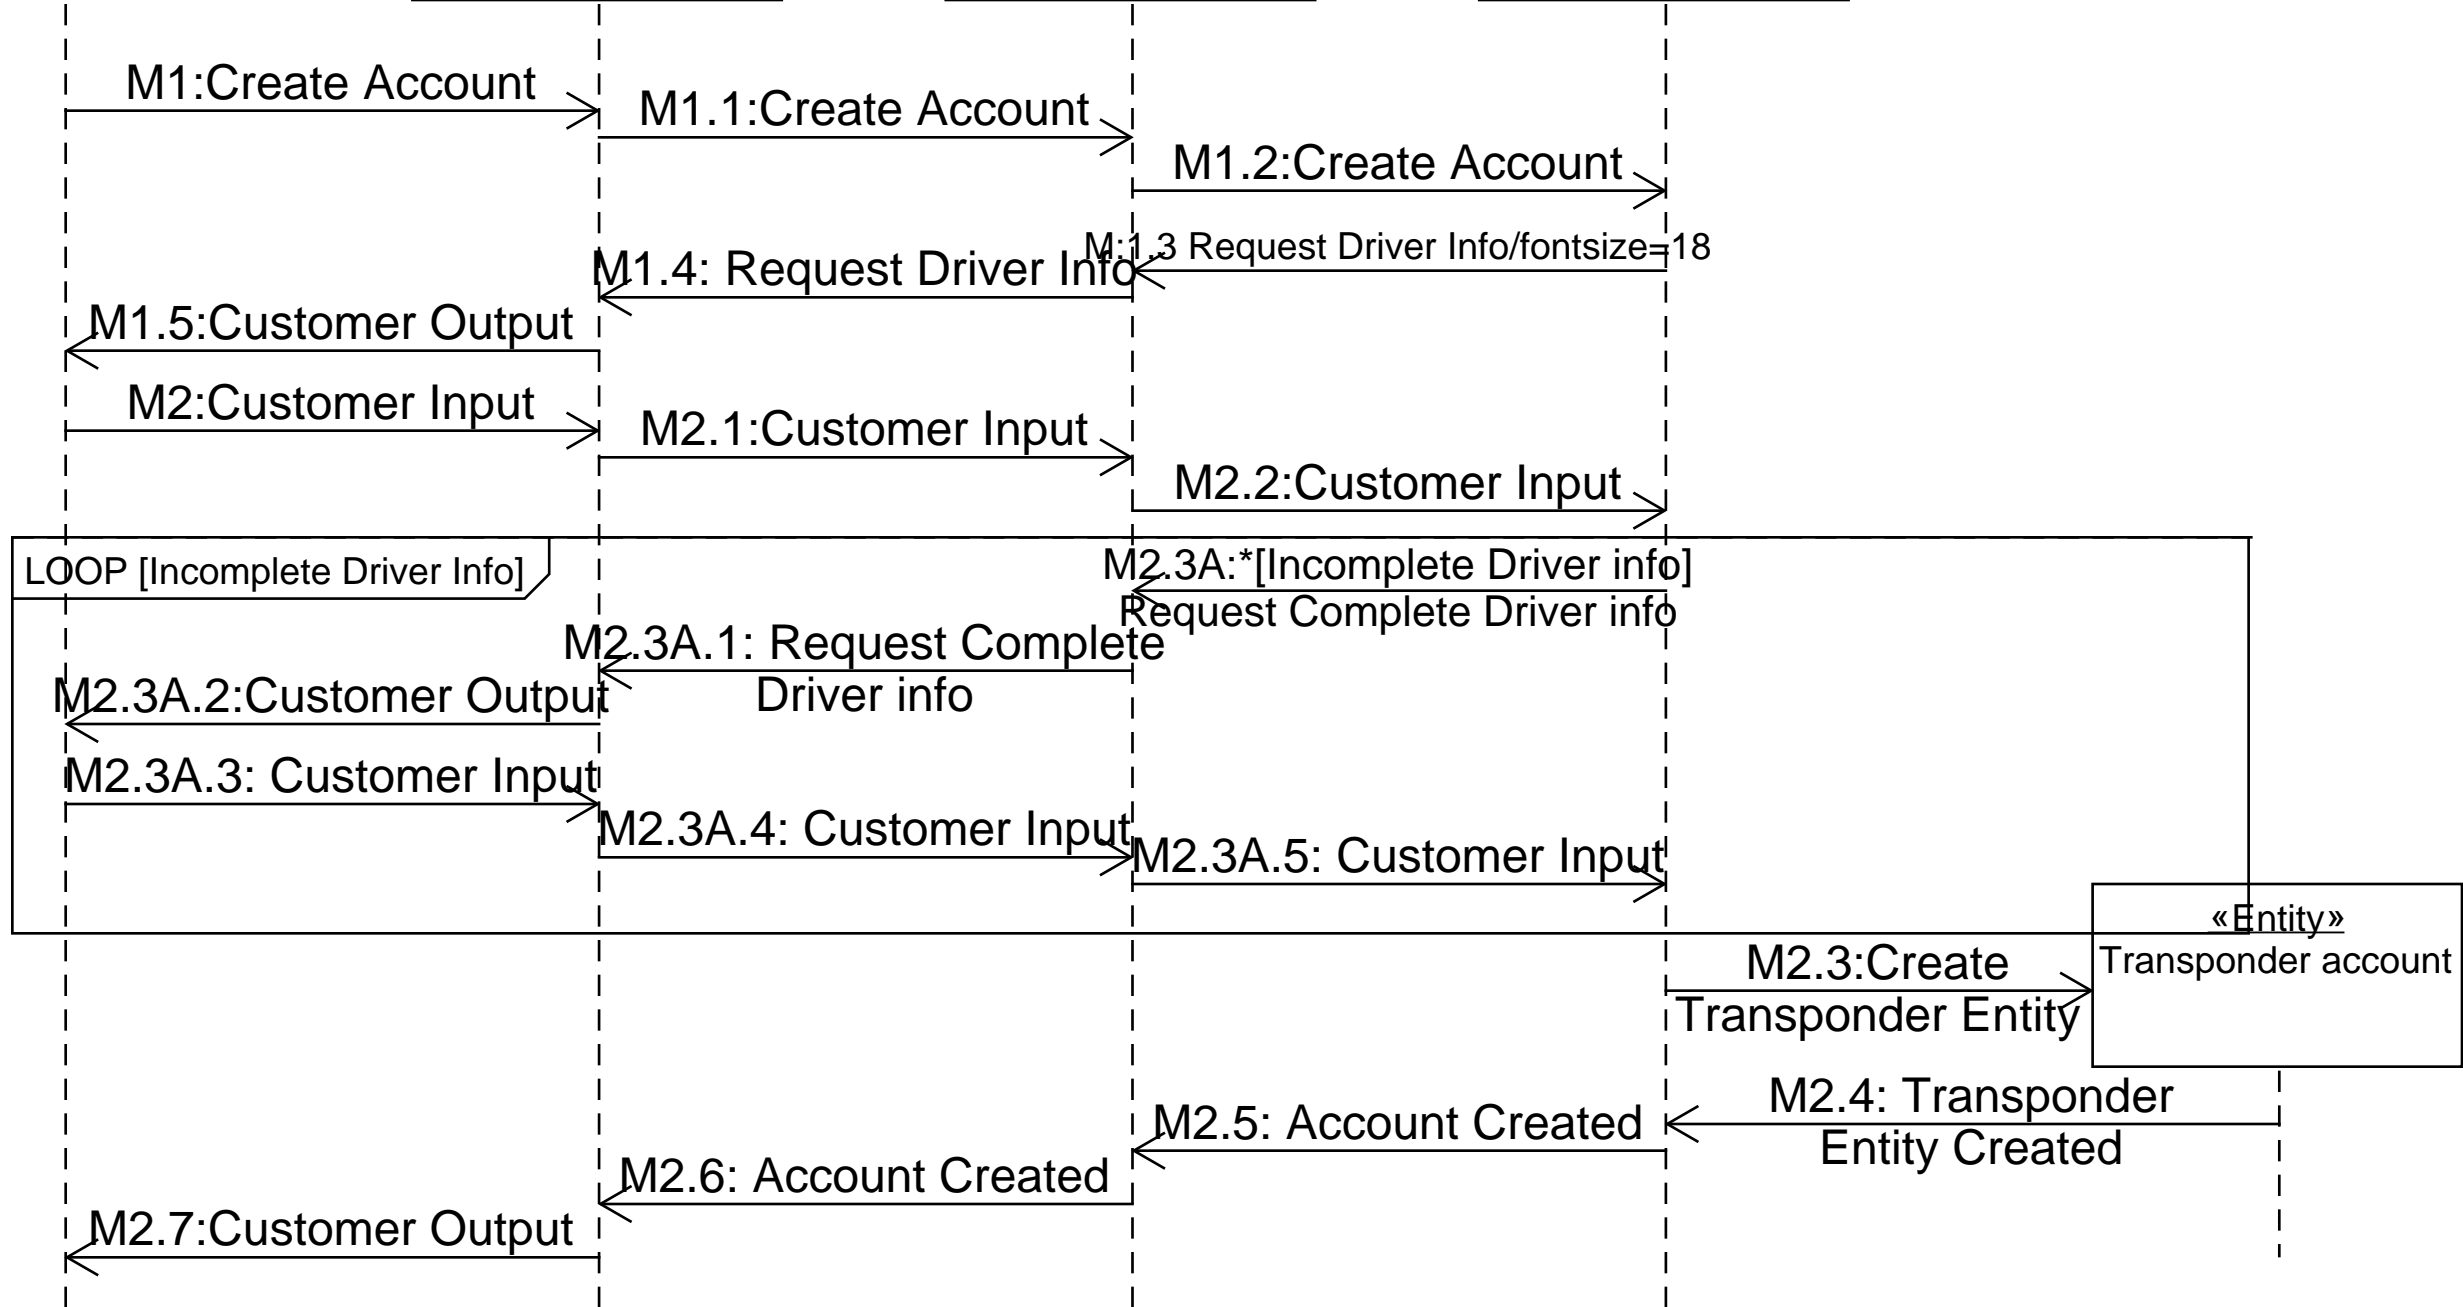 M1:Create Account
M1.1:Create Account
M1.2:Create Account
M:1.3 Request Driver Info/fontsize=18
M1.4: Request Driver Info
M1.5:Customer Output
M2:Customer Input
M2.1:Customer Input
M2.2:Customer Input
LOOP [Incomplete Driver Info]
M2.3A:*[Incomplete Driver info]
Request Complete Driver info
M2.3A.1: Request Complete
Driver info
M2.3A.2:Customer Output
M2.3A.3: Customer Input
M2.3A.4: Customer Input
M2.3A.5: Customer Input
«Entity»
Transponder account
M2.3:Create
Transponder Entity
M2.4: Transponder
Entity Created
M2.5: Account Created
M2.6: Account Created
M2.7:Customer Output